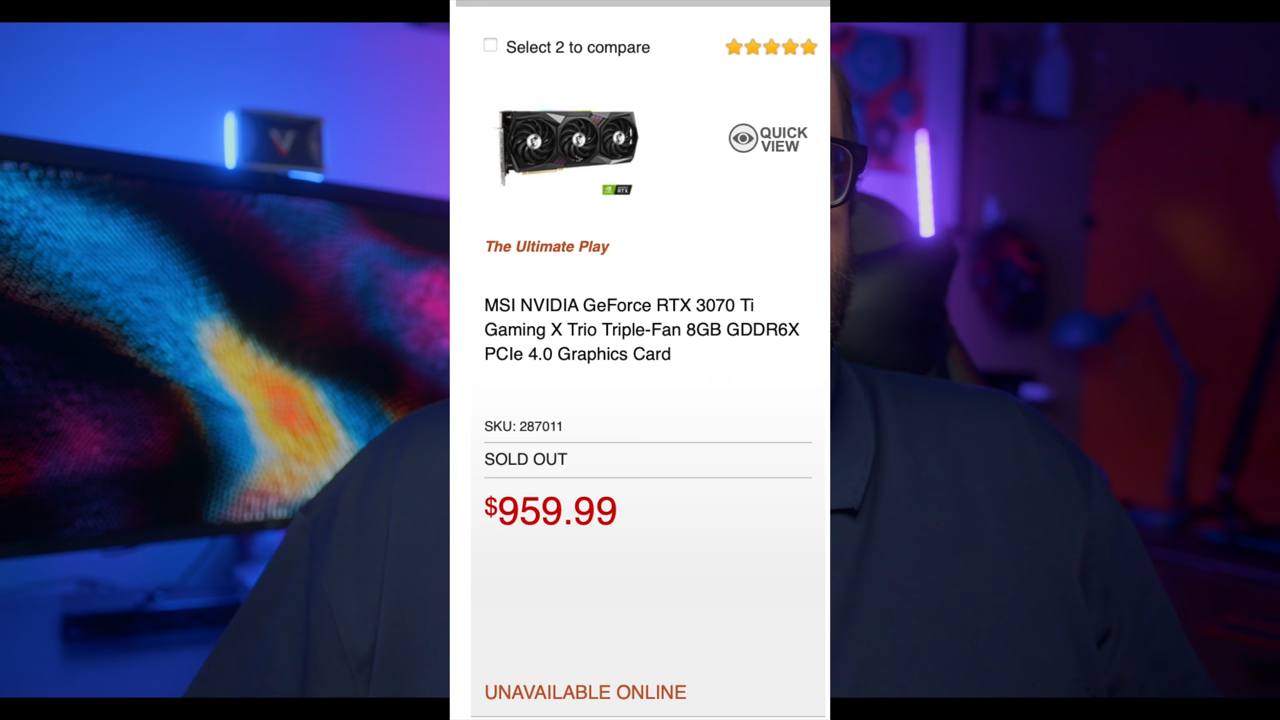 Select 2 to compare
QUICK
VIEW
RTX
The Ultimate Play
MSI NVIDIA GeForce RTX 3070 Ti
Gaming X Trio Triple-Fan 8GB GDDR6X
PCIe 4.0 Graphics Card
SKU: 287011
SOLD OUT
$959.99
UNAVAILABLE ONLINE